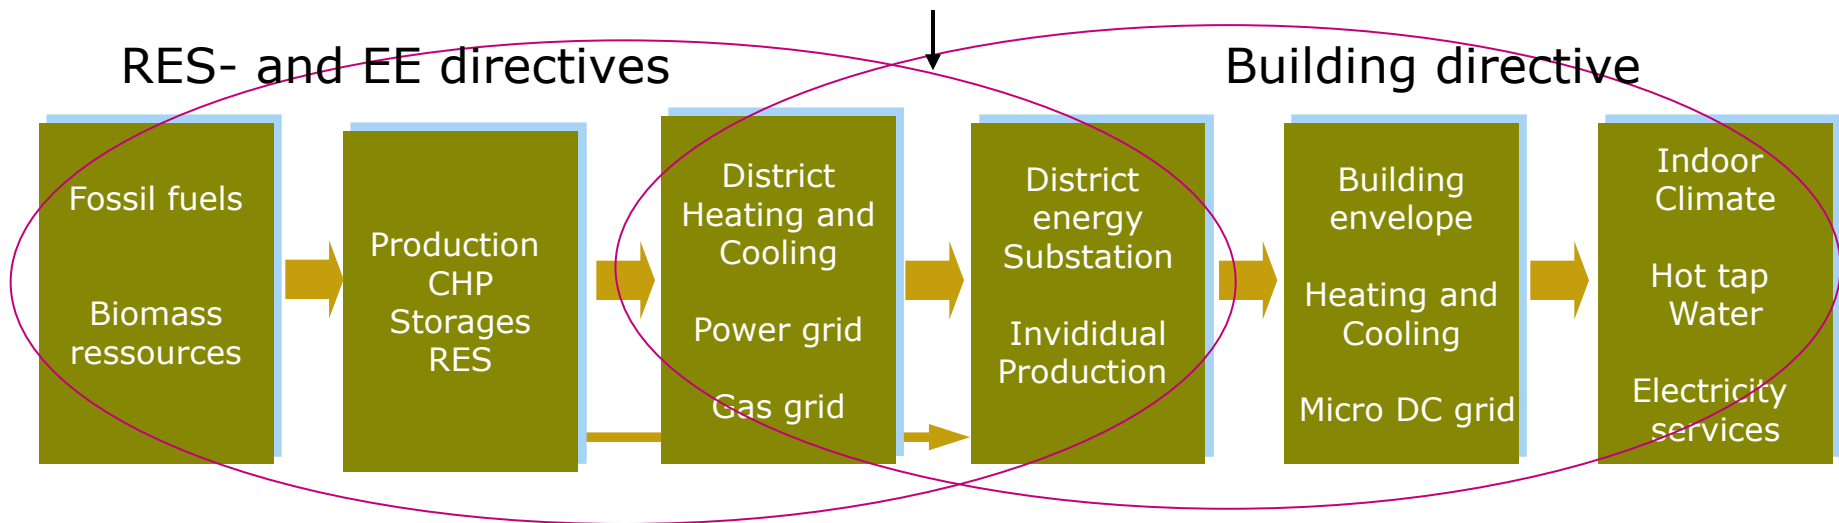 RES- and EE directives
Building directive
Fossil fuels
Biomass
ressources
Production
CHP
Storages
RES
District
Heating and
Cooling
Power grid
Gas grid
District
energy
Substation
Invididual
Production
Building
envelope
Heating and
Cooling
Micro DC grid
Indoor
Climate
Hot tap
Water
Electricity
services